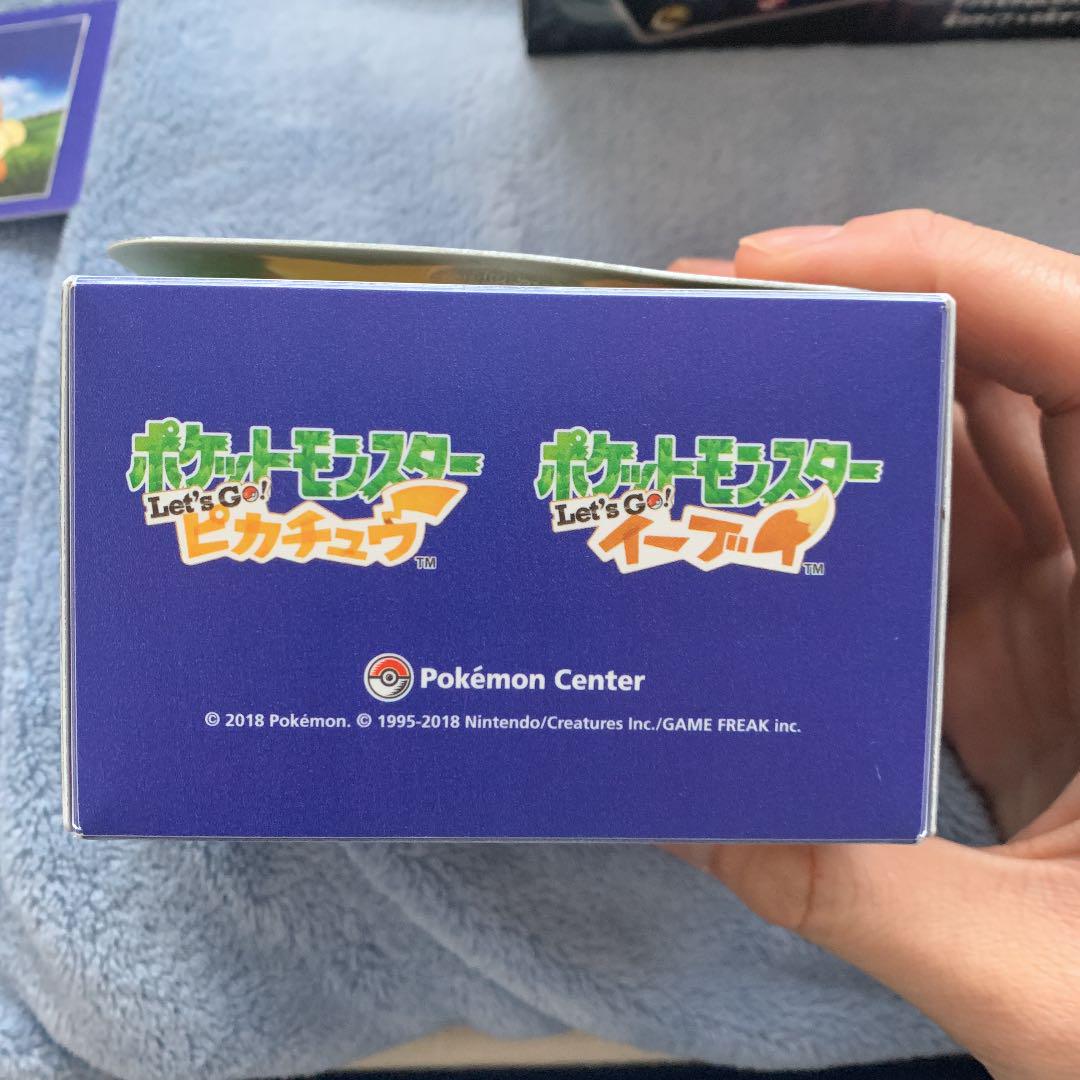 ポケットモンスター
Let's Go!
ピカチュウ
TM
ポケットモンスター
Let's Go!
イーブイ
TM
Pokémon Center
© 2018 Pokémon. © 1995-2018 Nintendo/Creatures Inc./GAME FREAK inc.